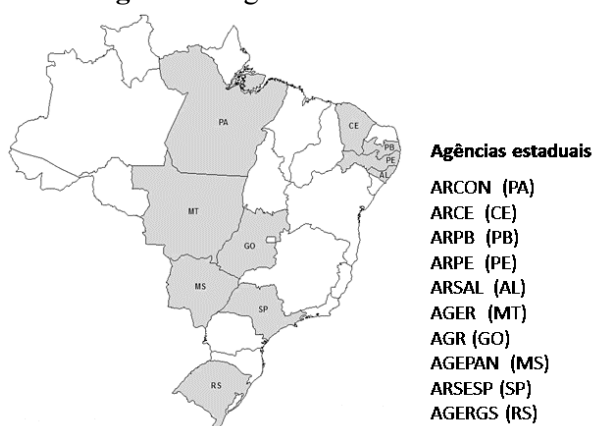 PA
CE
PB
PE
AL
MT
GO
MS
SP
RS
Agências estaduais
ARCON (PA)
ARCE (CE)
ARPB (PB)
ARPE (PE)
ARSAL (AL)
AGER (MT)
AGR (GO)
AGEPAN (MS)
ARSESP (SP)
AGERGS (RS)